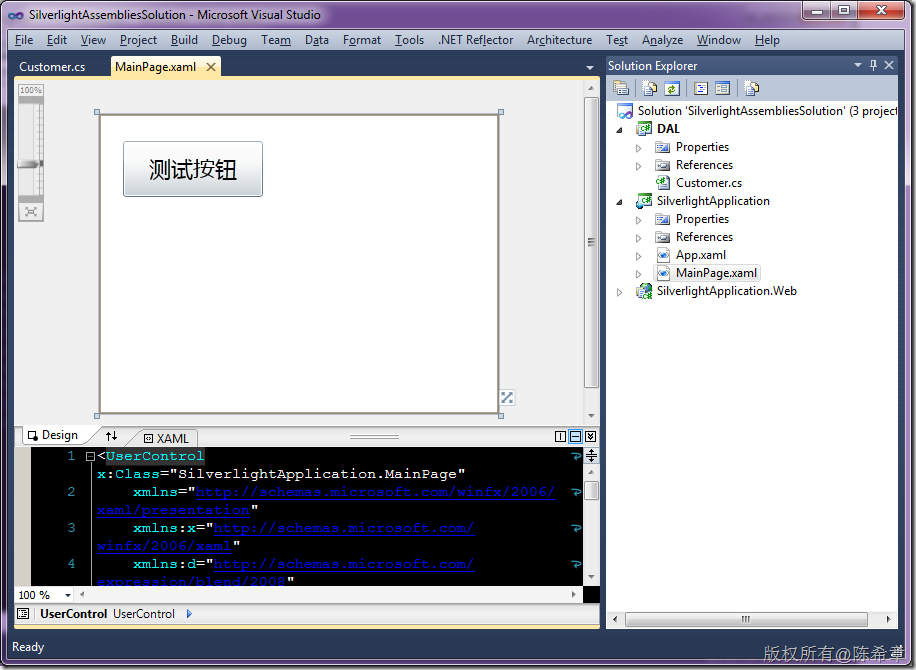 SilverlightAssembliesSolution - Microsoft Visual Studio
File Edit View Project Build Debug Team Data Format Tools .NET Reflector Architecture Test Analyze Window Help
Customer.cs MainPage.xaml
100%
测试按钮
Design XAML
1 <UserControl
x:Class="SilverlightApplication.MainPage"
2 xmlns="http://schemas.microsoft.com/winfx/2006/
xaml/presentation"
3 xmlns:x="http://schemas.microsoft.com/
winfx/2006/xaml"
4 xmlns:d="http://schemas.microsoft.com/
expression/blend/2008"
100 %
UserControl UserControl
Solution Explorer
Solution 'SilverlightAssembliesSolution' (3 project
DAL
Properties
References
Customer.cs
SilverlightApplication
Properties
References
App.xaml
MainPage.xaml
SilverlightApplication.Web
Ready
版权所有@陈希章